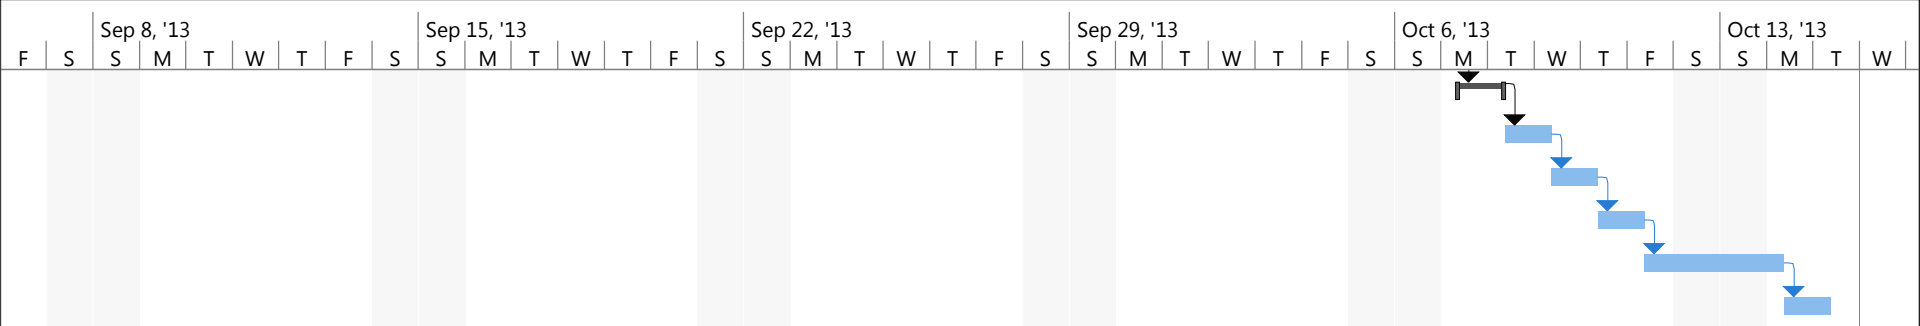 Sep 8, '13 Sep 15, '13 Sep 22, '13 Sep 29, '13 Oct 6, '13 Oct 13, '13
F S S M T W T F S S M T W T F S S M T W T F S S M T W T F S S M T W T F S S M T W